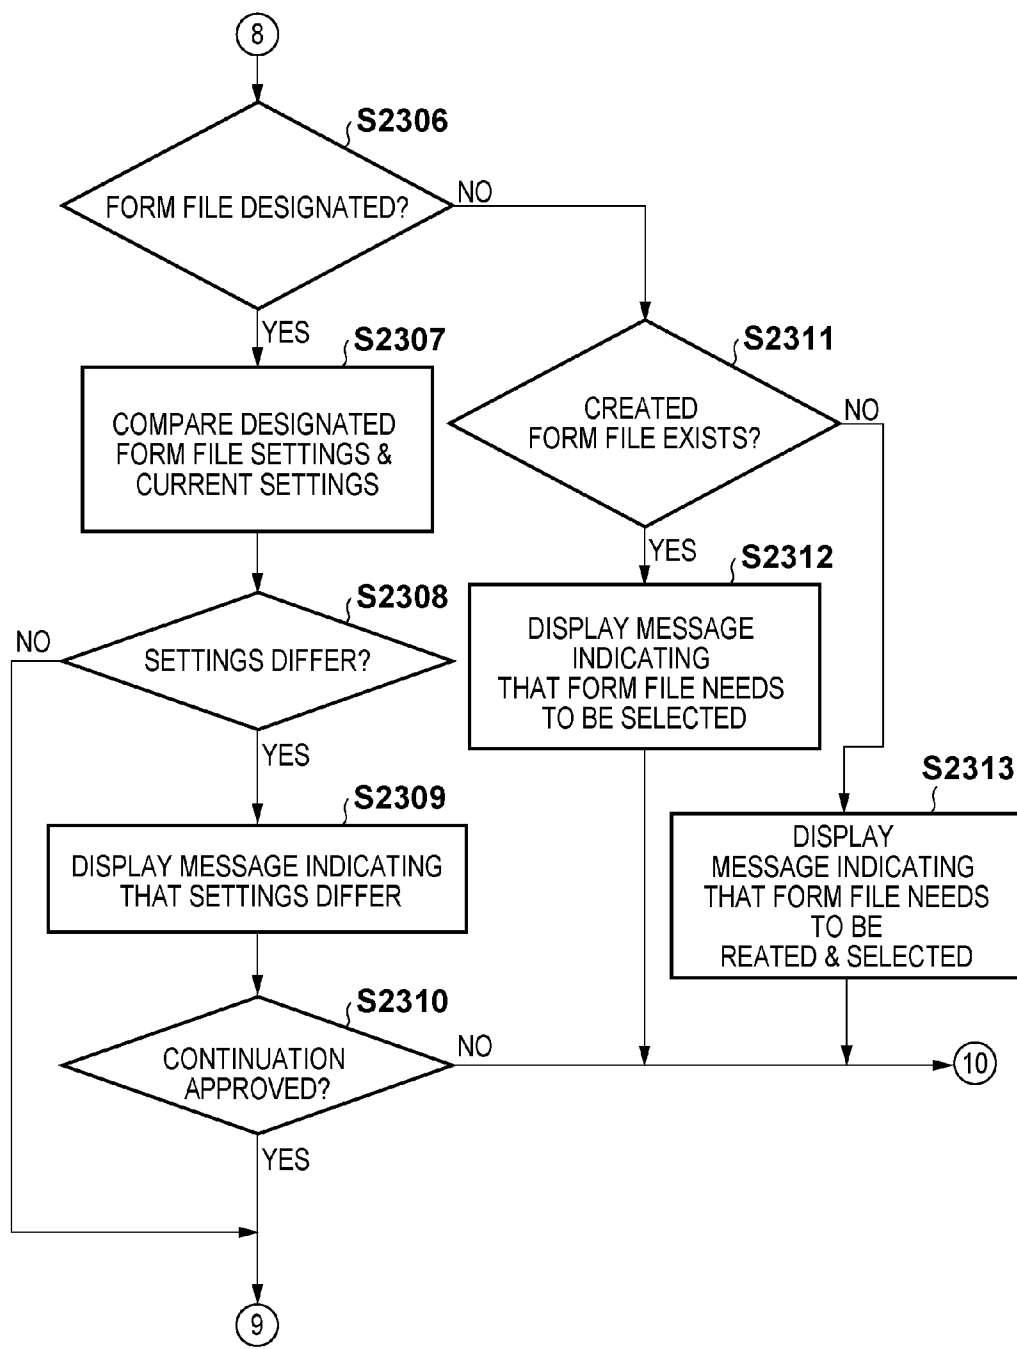 8
S2306
FORM FILE DESIGNATED?
NO
YES
S2307
COMPARE DESIGNATED
FORM FILE SETTINGS &
CURRENT SETTINGS
S2311
CREATED
FORM FILE EXISTS?
NO
YES
S2312
DISPLAY MESSAGE
INDICATING
THAT FORM FILE NEEDS
TO BE SELECTED
S2308
NO
SETTINGS DIFFER?
YES
S2313
DISPLAY
MESSAGE INDICATING
THAT FORM FILE NEEDS
TO BE
REATED & SELECTED
S2309
DISPLAY MESSAGE INDICATING
THAT SETTINGS DIFFER
S2310
CONTINUATION
APPROVED?
NO
10
YES
9